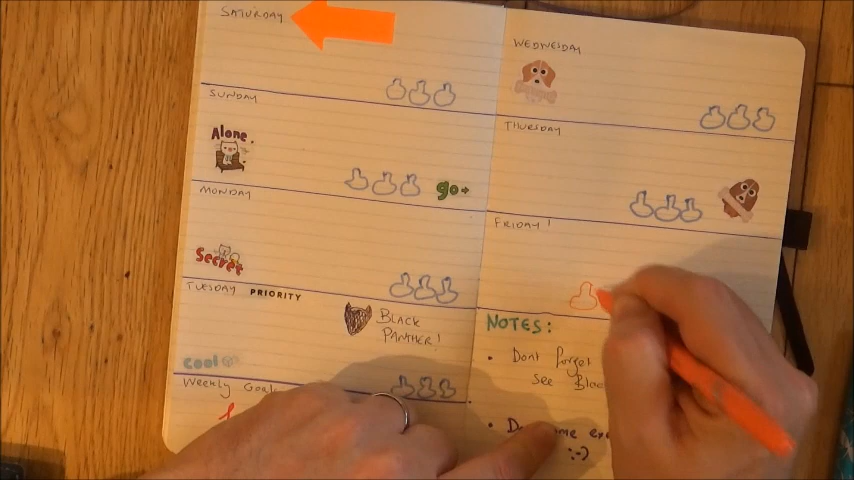 SATURDAY
SUNDAY
Alone.
go
MONDAY
Secret
TUESDAY PRIORITY
BLACK
PANTHER!
cool
Weekly Goals
WEDNESDAY
THURSDAY
FRIDAY!
NOTES:
• Dont forget
see
•
:-)